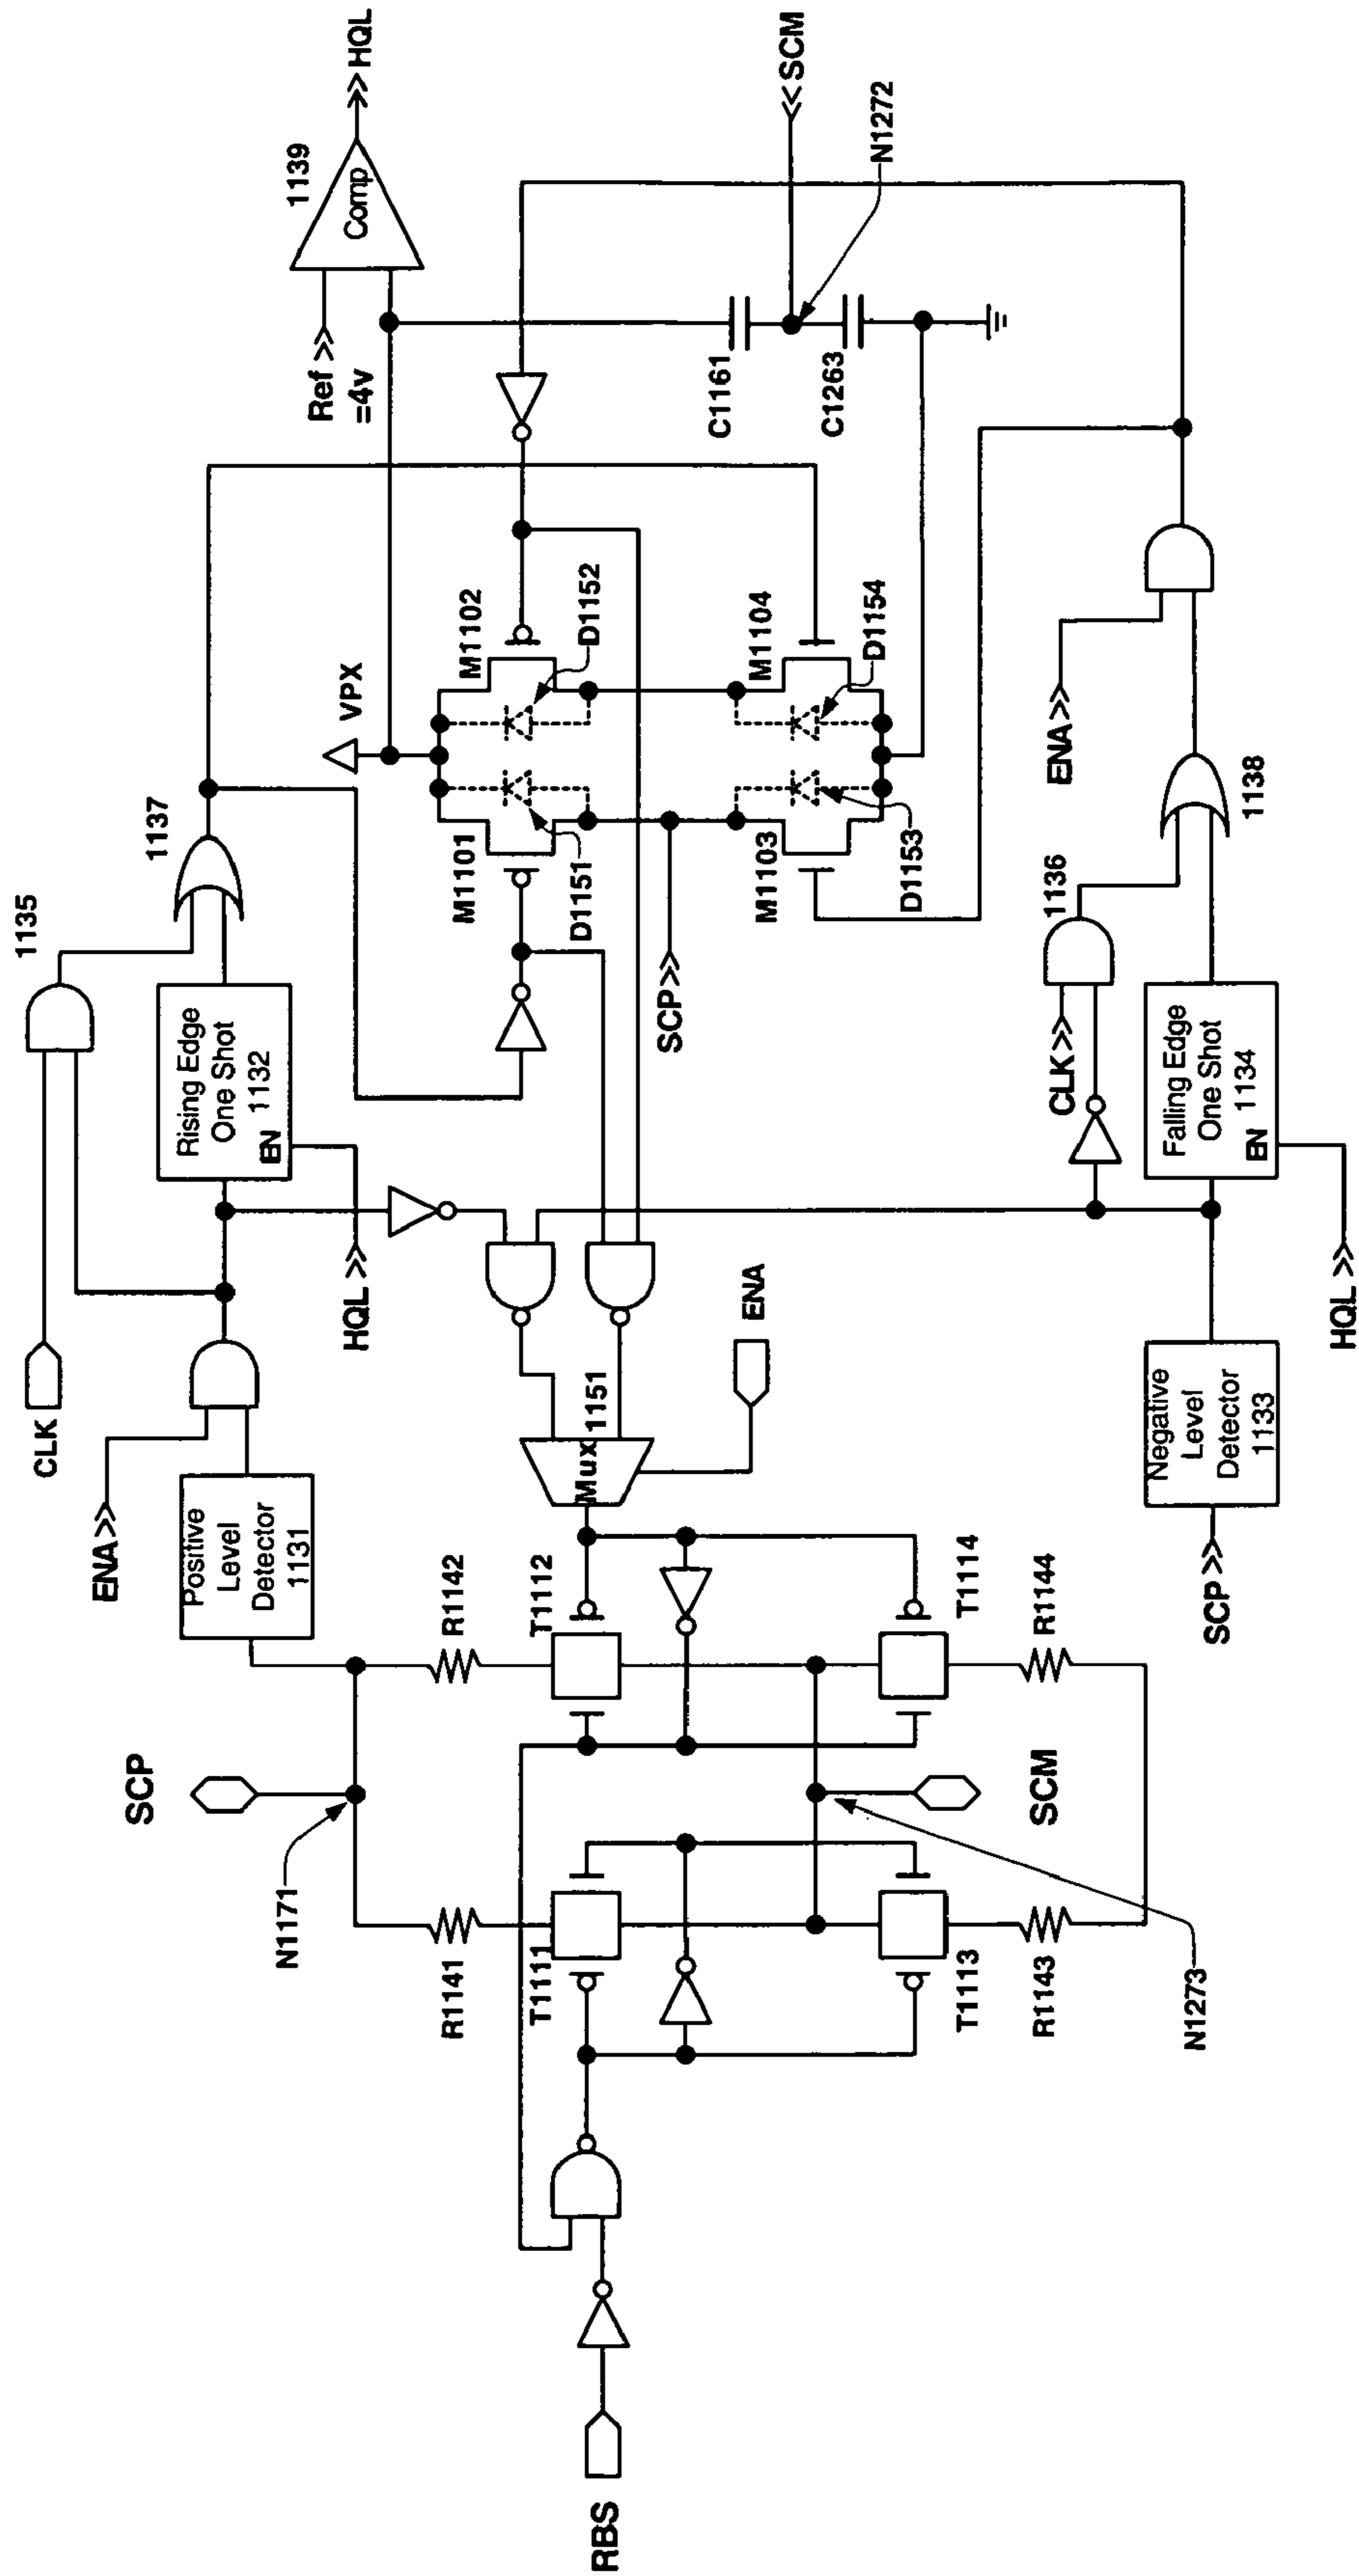 RBS
N1171
SCP
R1141
R1142
T1111
T1112
T1113
T1114
R1143
R1144
SCM
N1273
ENA
CLK
Positive
Level
Detector
1131
1135
Rising Edge
One Shot
1132
EN
HQL
1137
Mux
1151
ENA
SCP
Negative
Level
Detector
1133
HQL
Falling Edge
One Shot
1134
EN
CLK
1136
1138
ENA
SCP
VPX
M1101
M1102
D1151
D1152
M1103
M1104
D1153
D1154
Ref
=4v
1139
Comp
HQL
C1161
C1263
SCM
N1272